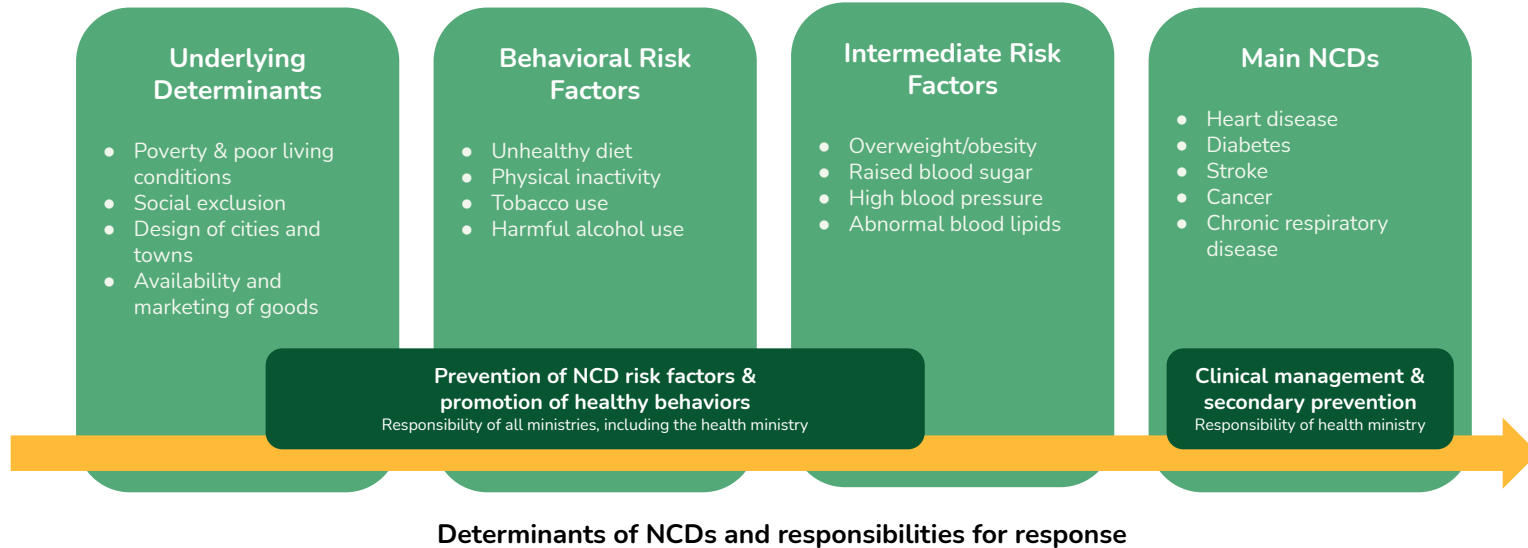 Underlying
Determinants
● Poverty & poor living
conditions
● Social exclusion
● Design of cities and
towns
● Availability and
marketing of goods
Behavioral Risk
Factors
● Unhealthy diet
● Physical inactivity
● Tobacco use
● Harmful alcohol use
Intermediate Risk
Factors
● Overweight/obesity
● Raised blood sugar
● High blood pressure
● Abnormal blood lipids
Main NCDs
● Heart disease
● Diabetes
● Stroke
● Cancer
● Chronic respiratory
disease
Prevention of NCD risk factors &
promotion of healthy behaviors
Responsibility of all ministries, including the health ministry
Clinical management &
secondary prevention
Responsibility of health ministry
Determinants of NCDs and responsibilities for response